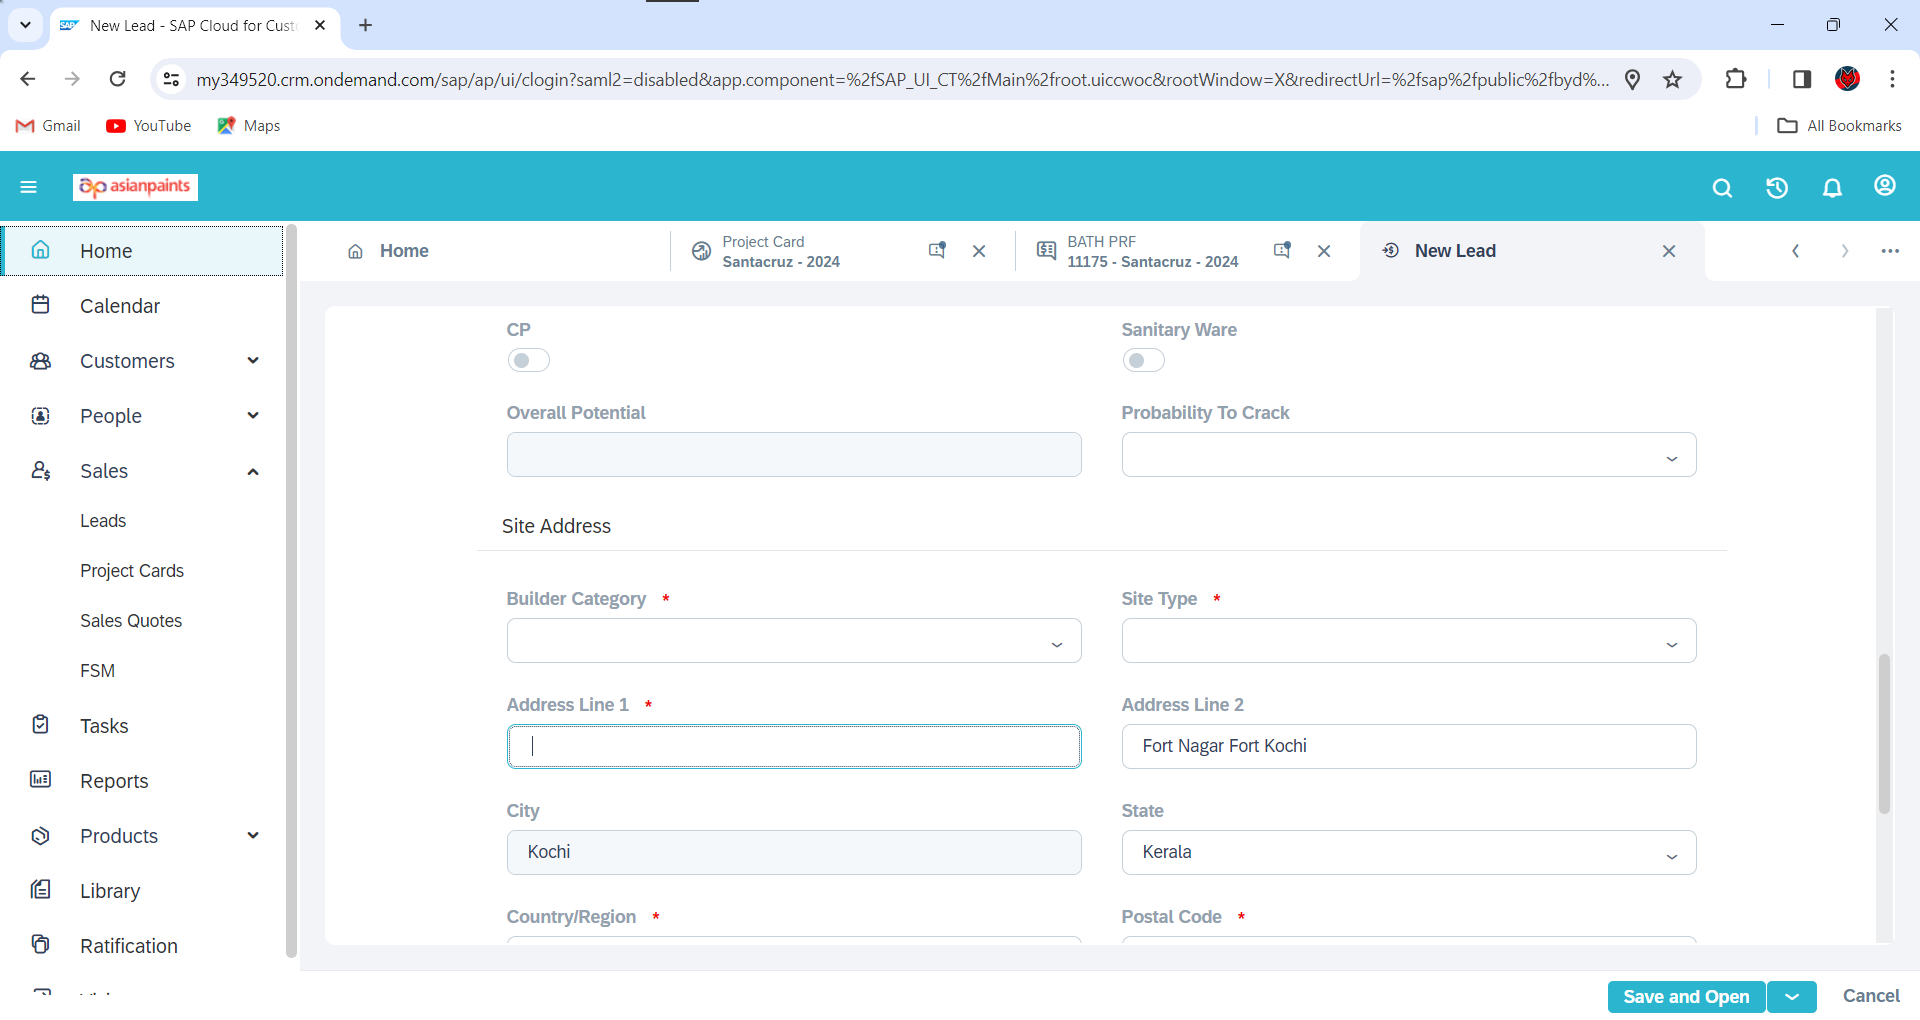 New Lead - SAP Cloud for Cust
my349520.crm.ondemand.com/sap/ap/ui/clogin?saml2=disabled&app.component=%2fSAP_UI_CT%2fMain%2froot.uiccwoc&rootWindow=X&redirectUrl=%2fsap%2fpublic%2fbyd%...
Gmail
YouTube
Maps
All Bookmarks
asianpaints
Home
Calendar
Customers
People
Sales
Leads
Project Cards
Sales Quotes
FSM
Tasks
Reports
Products
Library
Ratification
Home
Project Card
Santacruz - 2024
BATH PRF
11175 - Santacruz - 2024
New Lead
CP
Sanitary Ware
Overall Potential
Probability To Crack
Site Address
Builder Category *
Site Type *
Address Line 1 *
Address Line 2
Fort Nagar Fort Kochi
City
State
Kochi
Kerala
Country/Region *
Postal Code *
Save and Open
Cancel